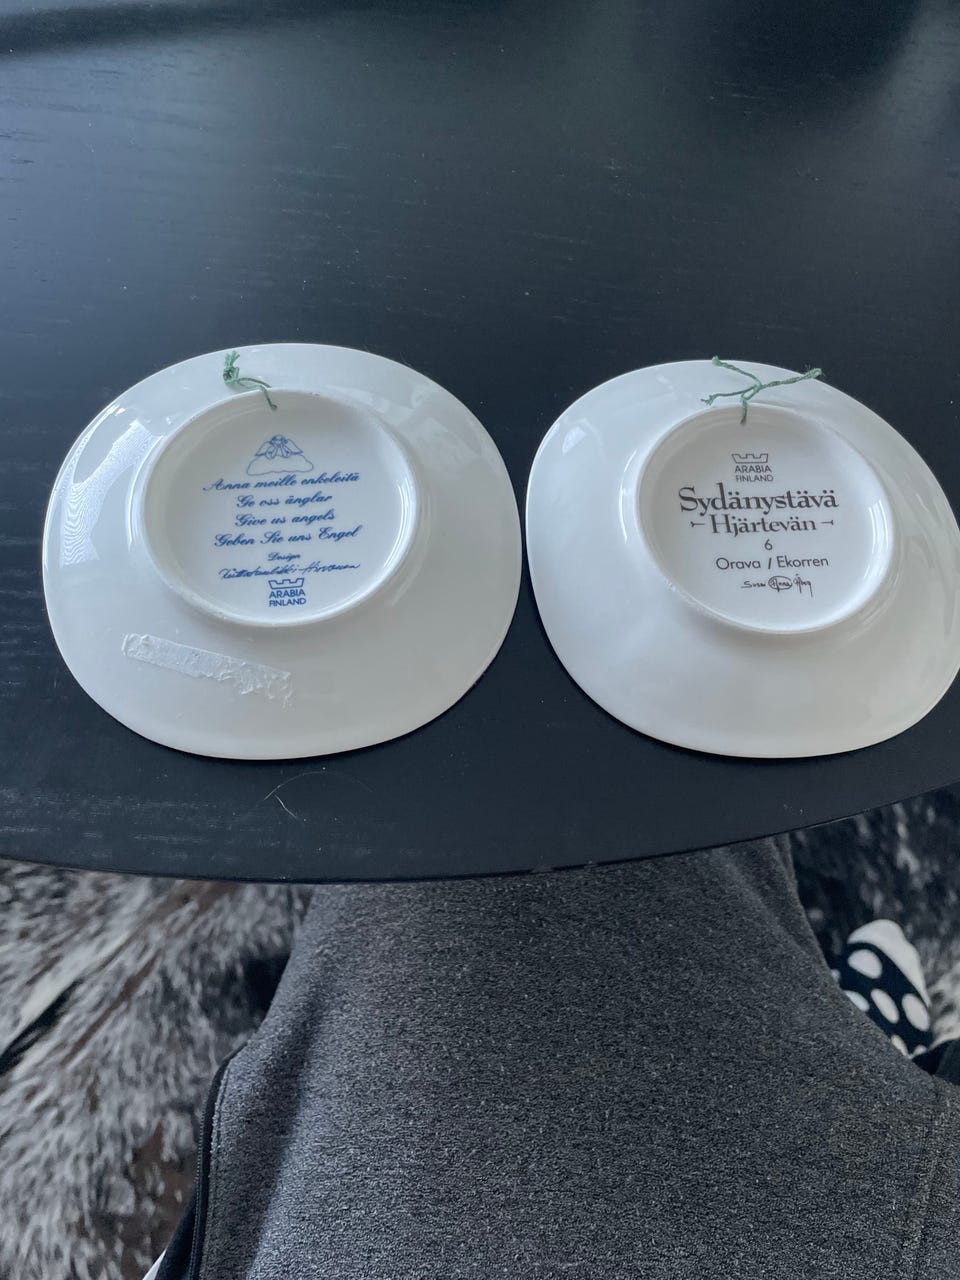 Anna meille enkeleitä
Ge oss änglar
Give us angels
Geben Sie uns Engel
Design
ARABIA
FINLAND
ARABIA
FINLAND
Sydänystävä
Hjärtevän
6
Orava / Ekorren